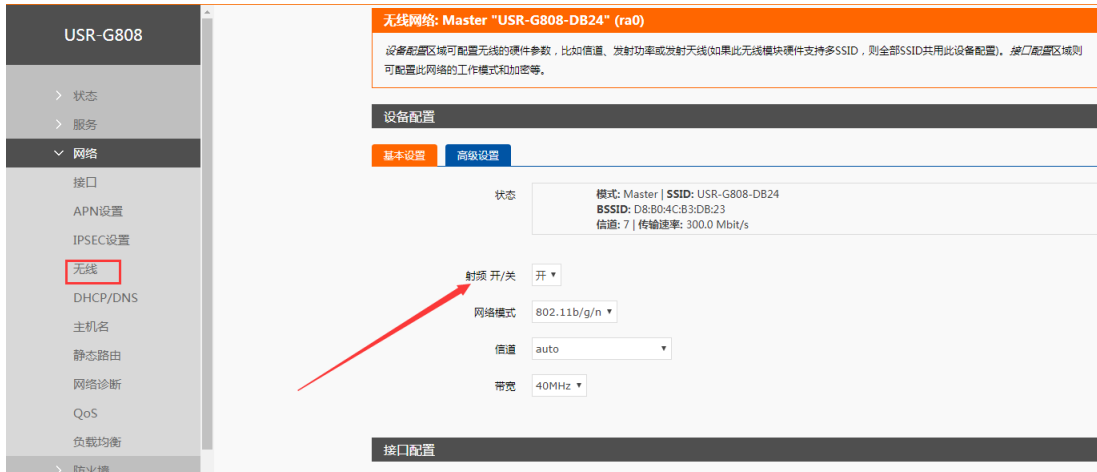 USR-G808
状态
服务
网络
接口
APN设置
IPSEC设置
无线
DHCP/DNS
主机名
静态路由
网络诊断
QoS
负载均衡
防火墙
无线网络: Master "USR-G808-DB24" (ra0)
设备配置区域可配置无线的硬件参数，比如信道、发射功率或发射天线(如果此无线模块硬件支持多SSID，则全部SSID共用此设备配置)。接口配置区域则
可配置此网络的工作模式和加密等。
设备配置
基本设置 高级设置
状态 模式: Master | SSID: USR-G808-DB24
BSSID: D8:B0:4C:B3:DB:23
信道: 7 | 传输速率: 300.0 Mbit/s
射频 开/关 开
网络模式 802.11b/g/n
信道 auto
带宽 40MHz
接口配置